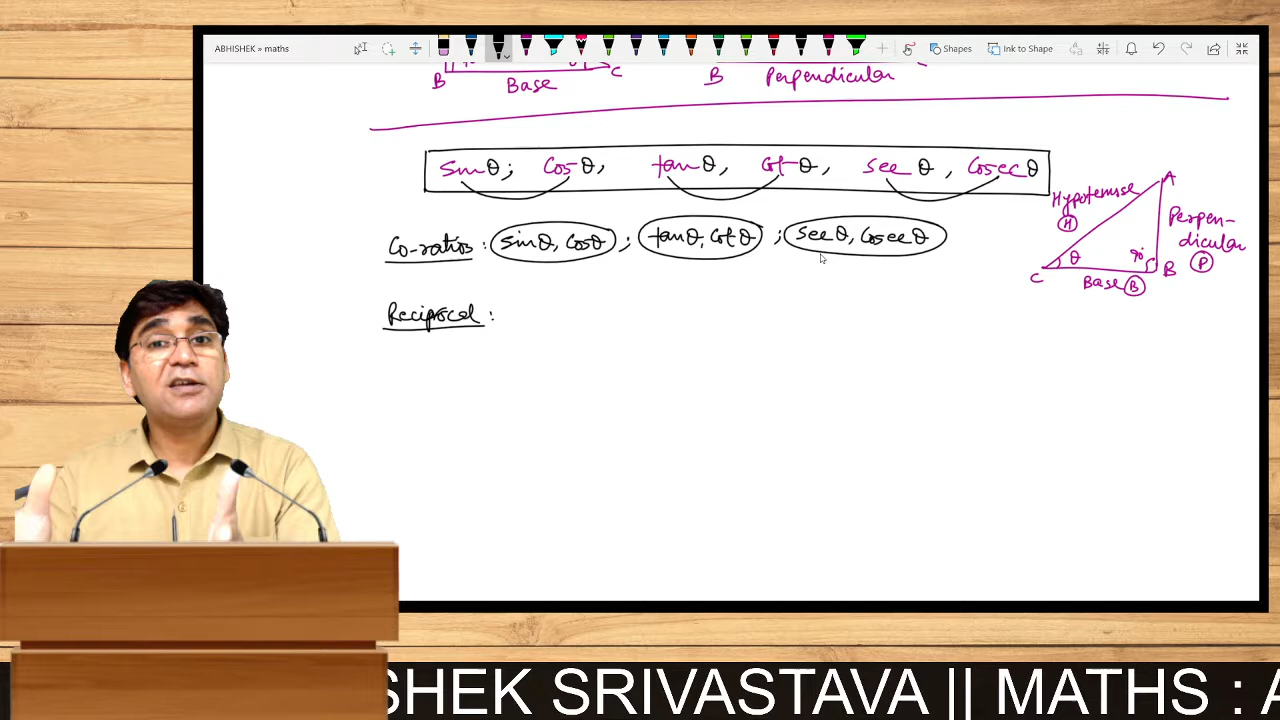 ABHISHEK » maths
Shapes
Ink to Shape
B
C
Base
B
Perpendicular
sin θ; cos θ, tan θ, cot θ, sec θ, cosec θ
Co-ratios : sin θ, cos θ ; tan θ, cot θ ; sec θ, cosec θ
A
Hypotenuse
H
Perpen-
dicular
P
θ
90°
C
B
Base B
Reciprocal :
SHEK SRIVASTAVA || MATHS : A